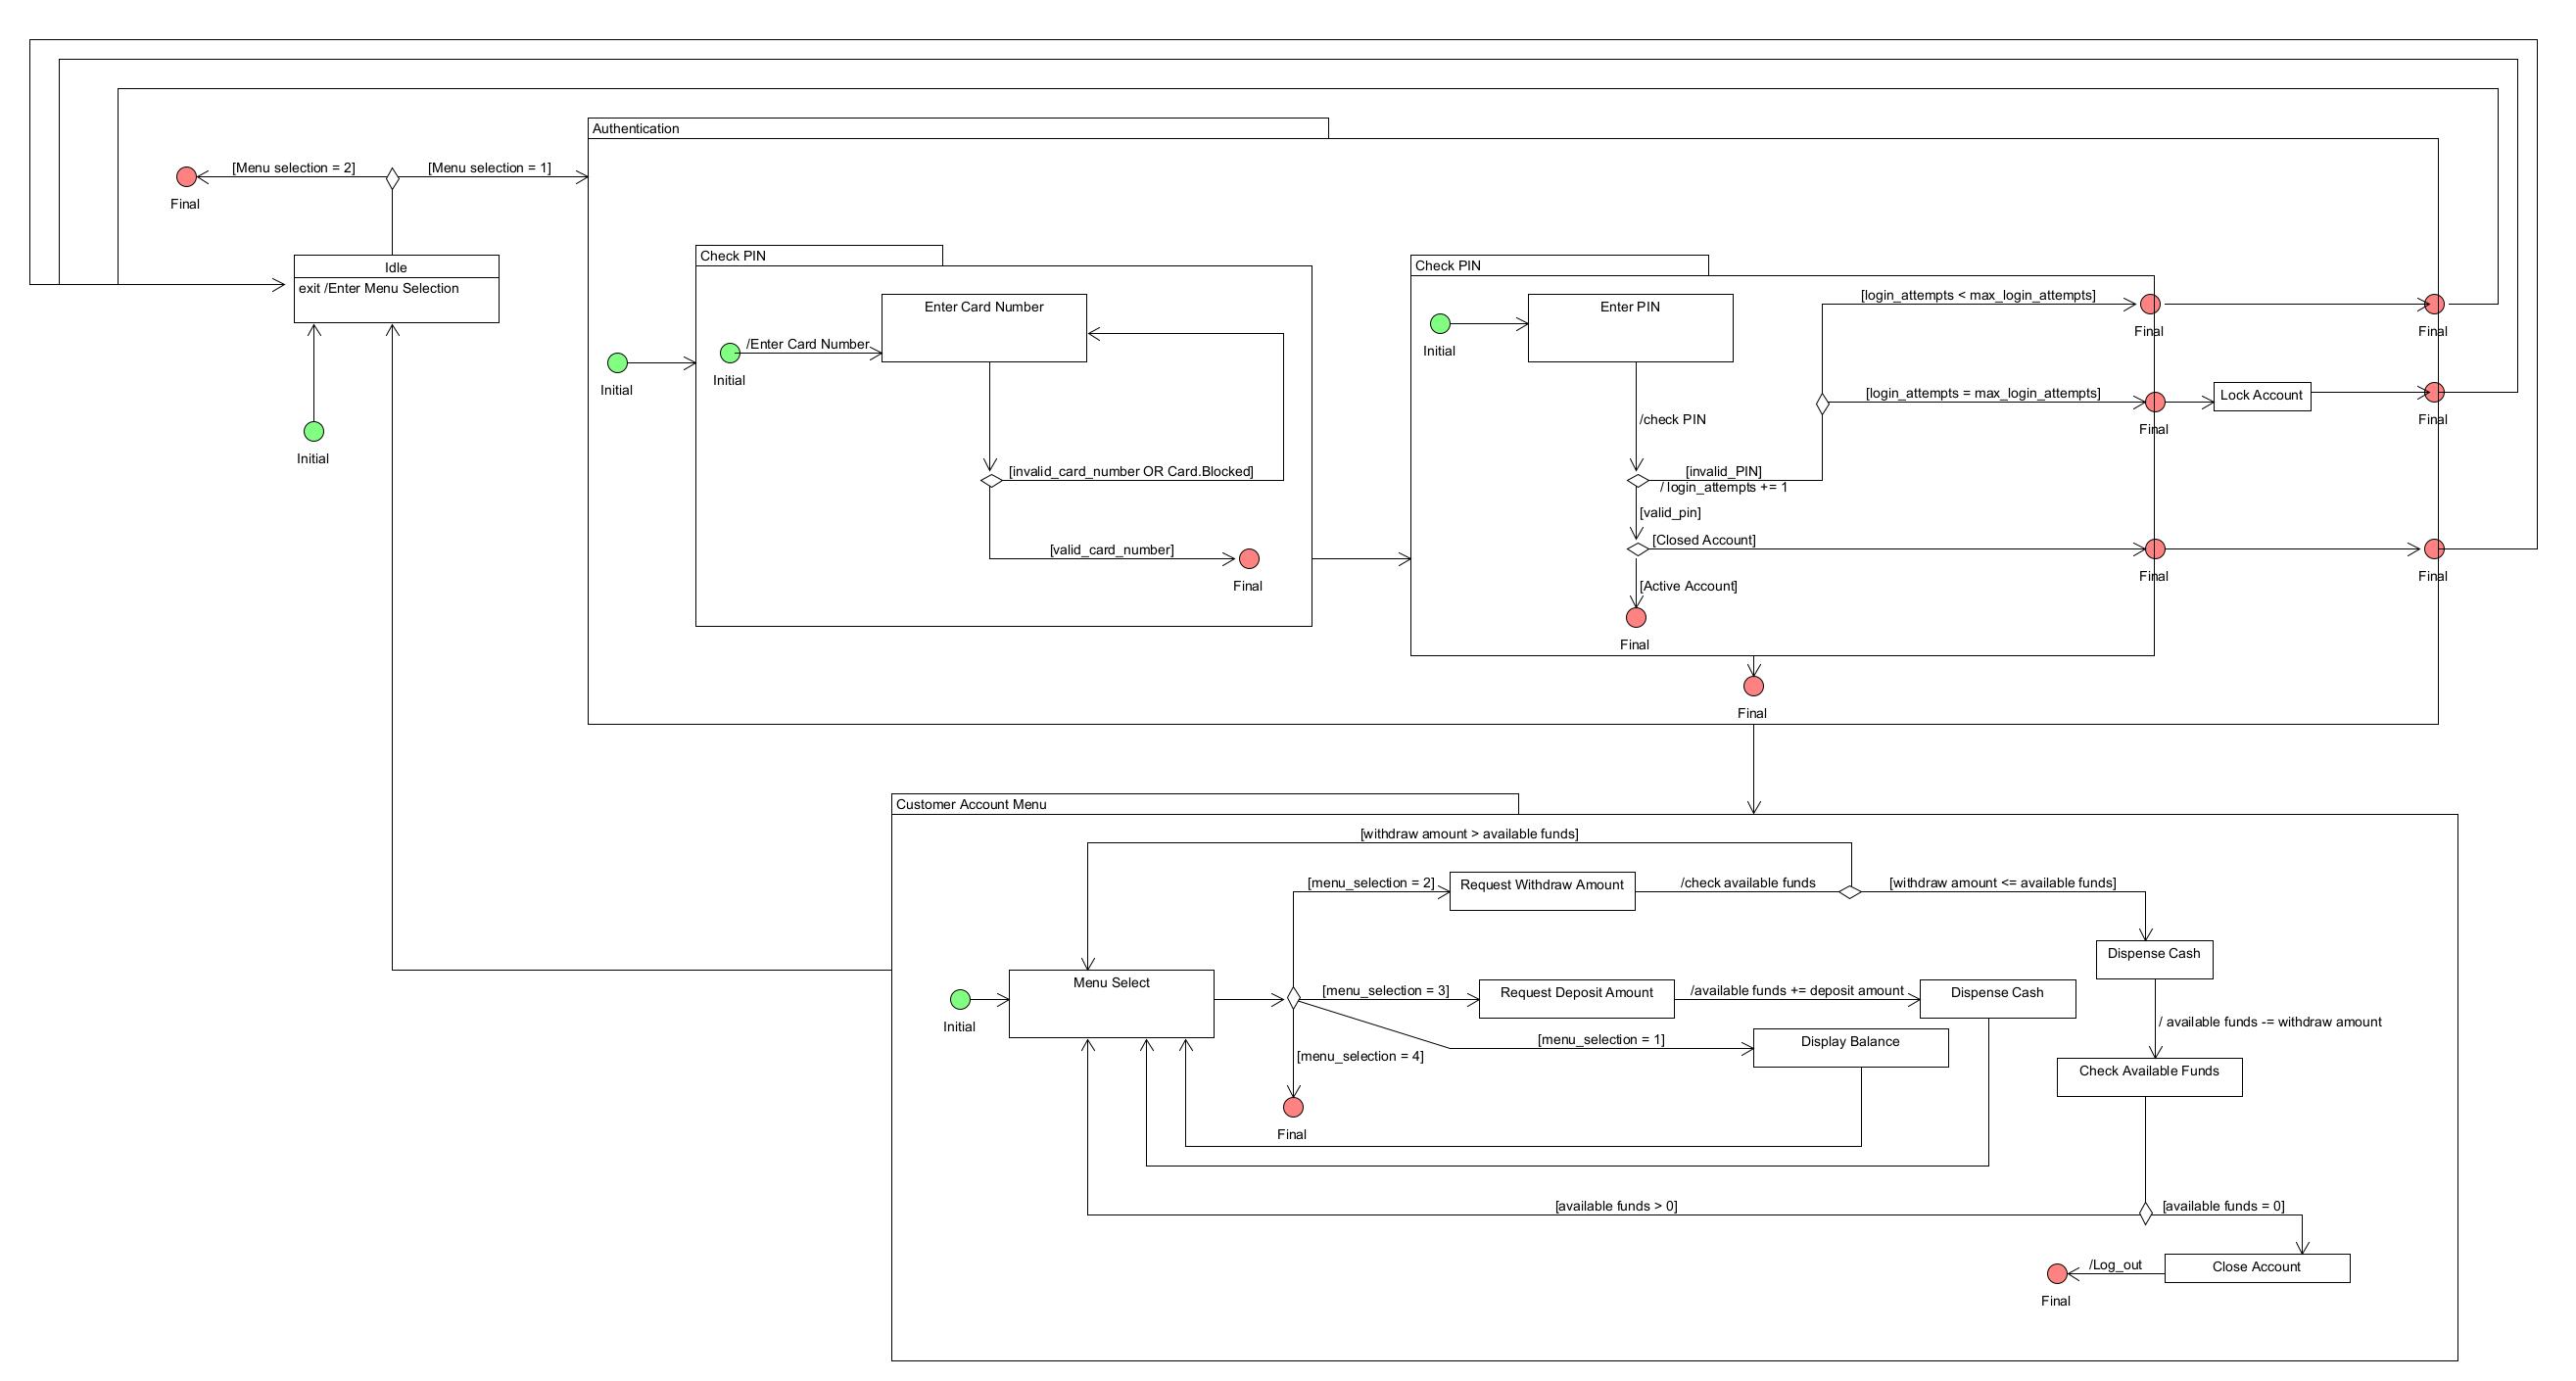 Authentication
[Menu selection = 2]
[Menu selection = 1]
Final
Idle
exit /Enter Menu Selection
Initial
Initial
Check PIN
Enter Card Number
/Enter Card Number
Initial
[invalid_card_number OR Card.Blocked]
[valid_card_number]
Final
Check PIN
Enter PIN
Initial
/check PIN
[invalid_PIN]
/ login_attempts += 1
[valid_pin]
[Closed Account]
[Active Account]
Final
[login_attempts < max_login_attempts]
Final
Final
[login_attempts = max_login_attempts]
Final
Lock Account
Final
Final
Final
Final
Customer Account Menu
[withdraw amount > available funds]
[menu_selection = 2]
Request Withdraw Amount
/check available funds
[withdraw amount <= available funds]
Dispense Cash
Menu Select
Initial
[menu_selection = 3]
Request Deposit Amount
/available funds += deposit amount
Dispense Cash
/ available funds -= withdraw amount
[menu_selection = 1]
Display Balance
[menu_selection = 4]
Final
Check Available Funds
[available funds > 0]
[available funds = 0]
Close Account
/Log_out
Final